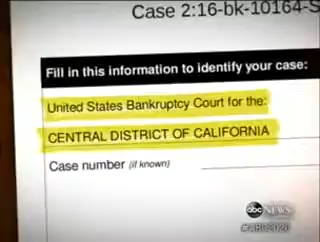 Case 2:16-bk-10164-S
Fill in this information to identify your case:
United States Bankruptcy Court for the:
CENTRAL DISTRICT OF CALIFORNIA
Case number (if known)
abc NEWS
#ABC2020